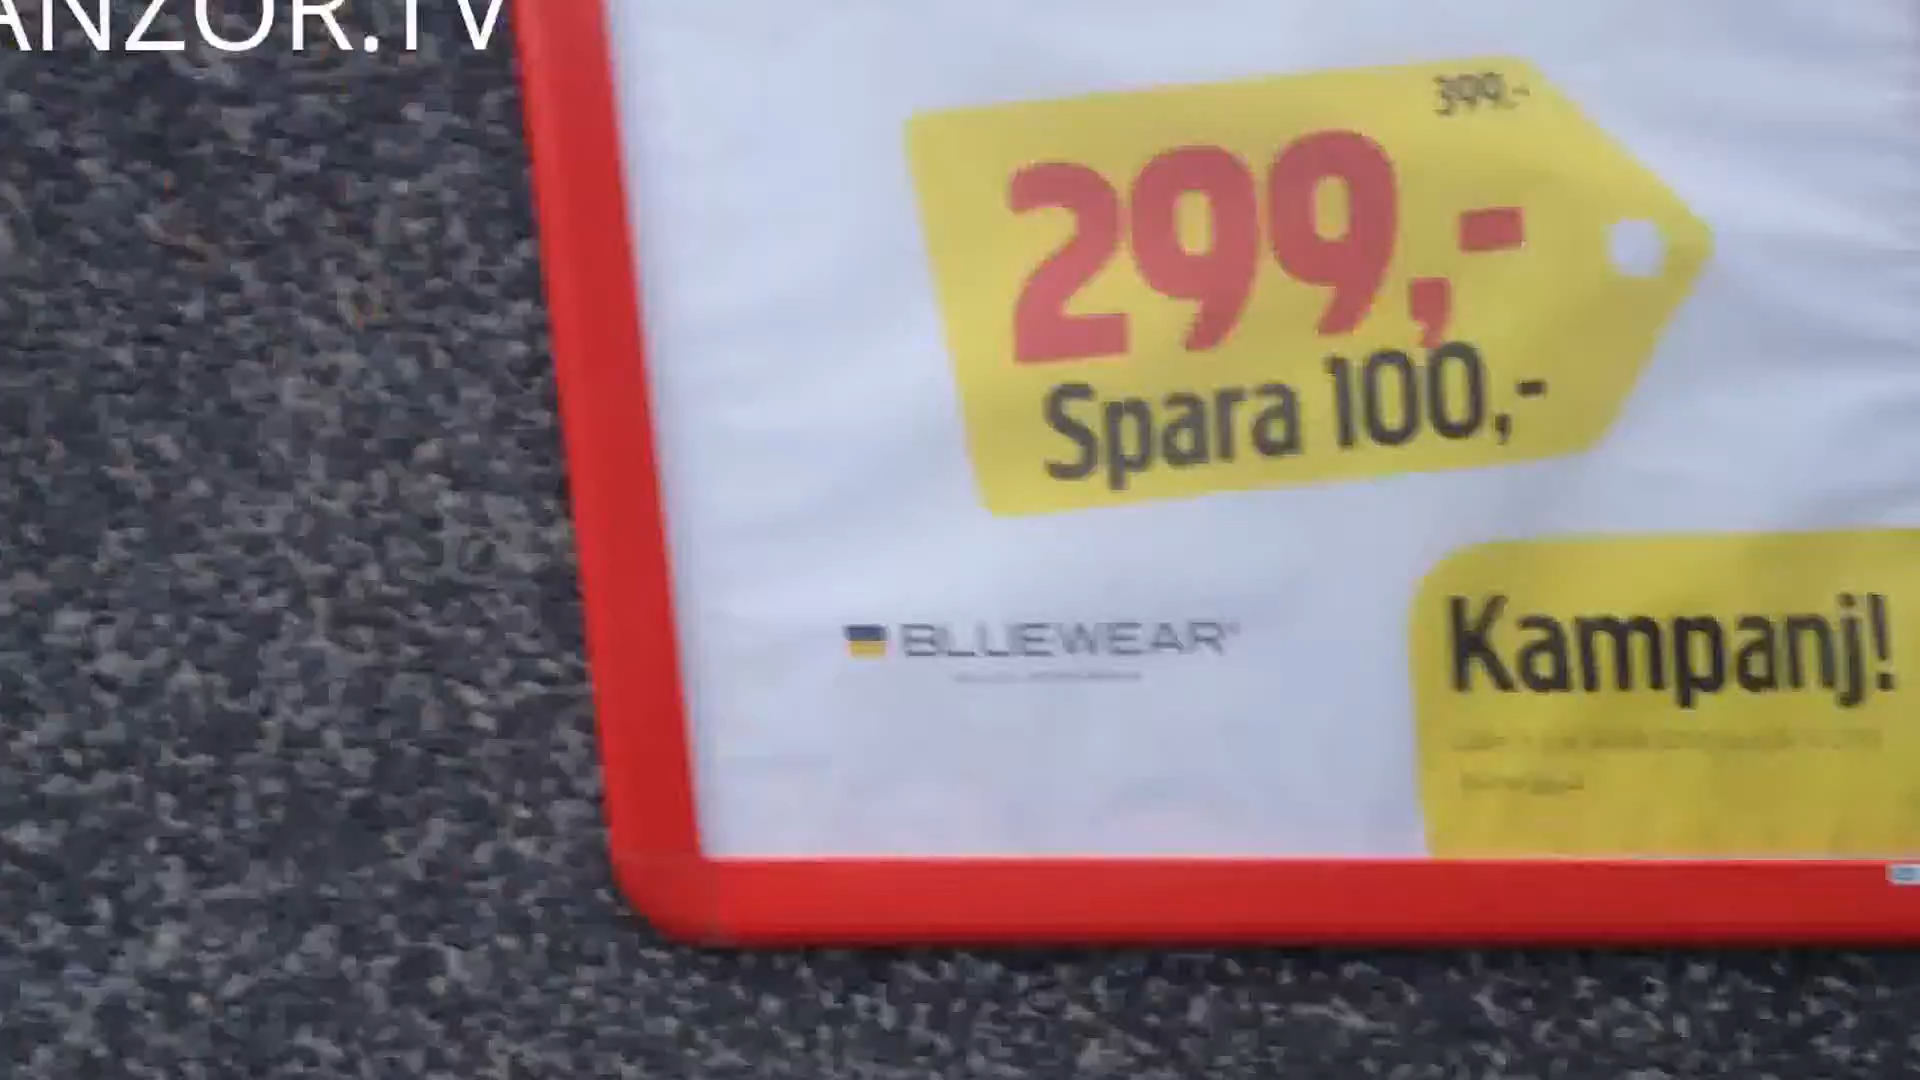 ANZOR.TV
399,-
299,-
Spara 100,-
BLUEWEAR
Kampanj!